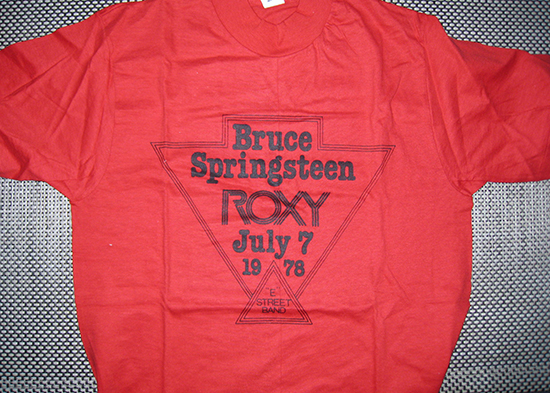 Bruce
Springsteen
ROXY
July 7
19 78
"E"
STREET
BAND